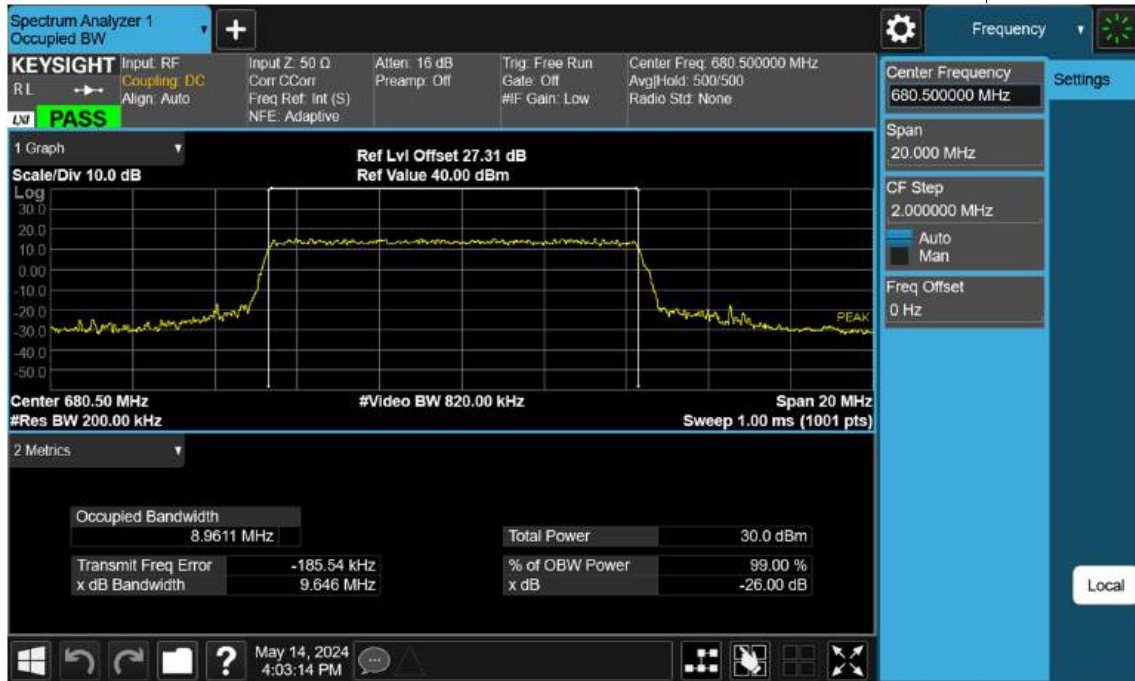 Spectrum Analyzer 1
Occupied BW
+
Frequency
KEYSIGHT
RL
LXI PASS
Input: RF
Coupling: DC
Align: Auto
Input Z: 50 Ω
Corr CCorr
Freq Ref: Int (S)
NFE: Adaptive
Atten: 16 dB
Preamp: Off
Trig: Free Run
Gate: Off
#IF Gain: Low
Center Freq: 680.500000 MHz
Avg|Hold: 500/500
Radio Std: None
1 Graph
Scale/Div 10.0 dB
Ref Lvl Offset 27.31 dB
Ref Value 40.00 dBm
Log
30.0
20.0
10.0
0.00
-10.0
-20.0
-30.0
-40.0
-50.0
PEAK
Center 680.50 MHz
#Video BW 820.00 kHz
Span 20 MHz
#Res BW 200.00 kHz
Sweep 1.00 ms (1001 pts)
2 Metrics
Occupied Bandwidth
8.9611 MHz
Total Power 30.0 dBm
Transmit Freq Error -185.54 kHz
% of OBW Power 99.00 %
x dB Bandwidth 9.646 MHz
x dB -26.00 dB
Center Frequency
680.500000 MHz
Settings
Span
20.000 MHz
CF Step
2.000000 MHz
Auto
Man
Freq Offset
0 Hz
Local
?
May 14, 2024
4:03:14 PM